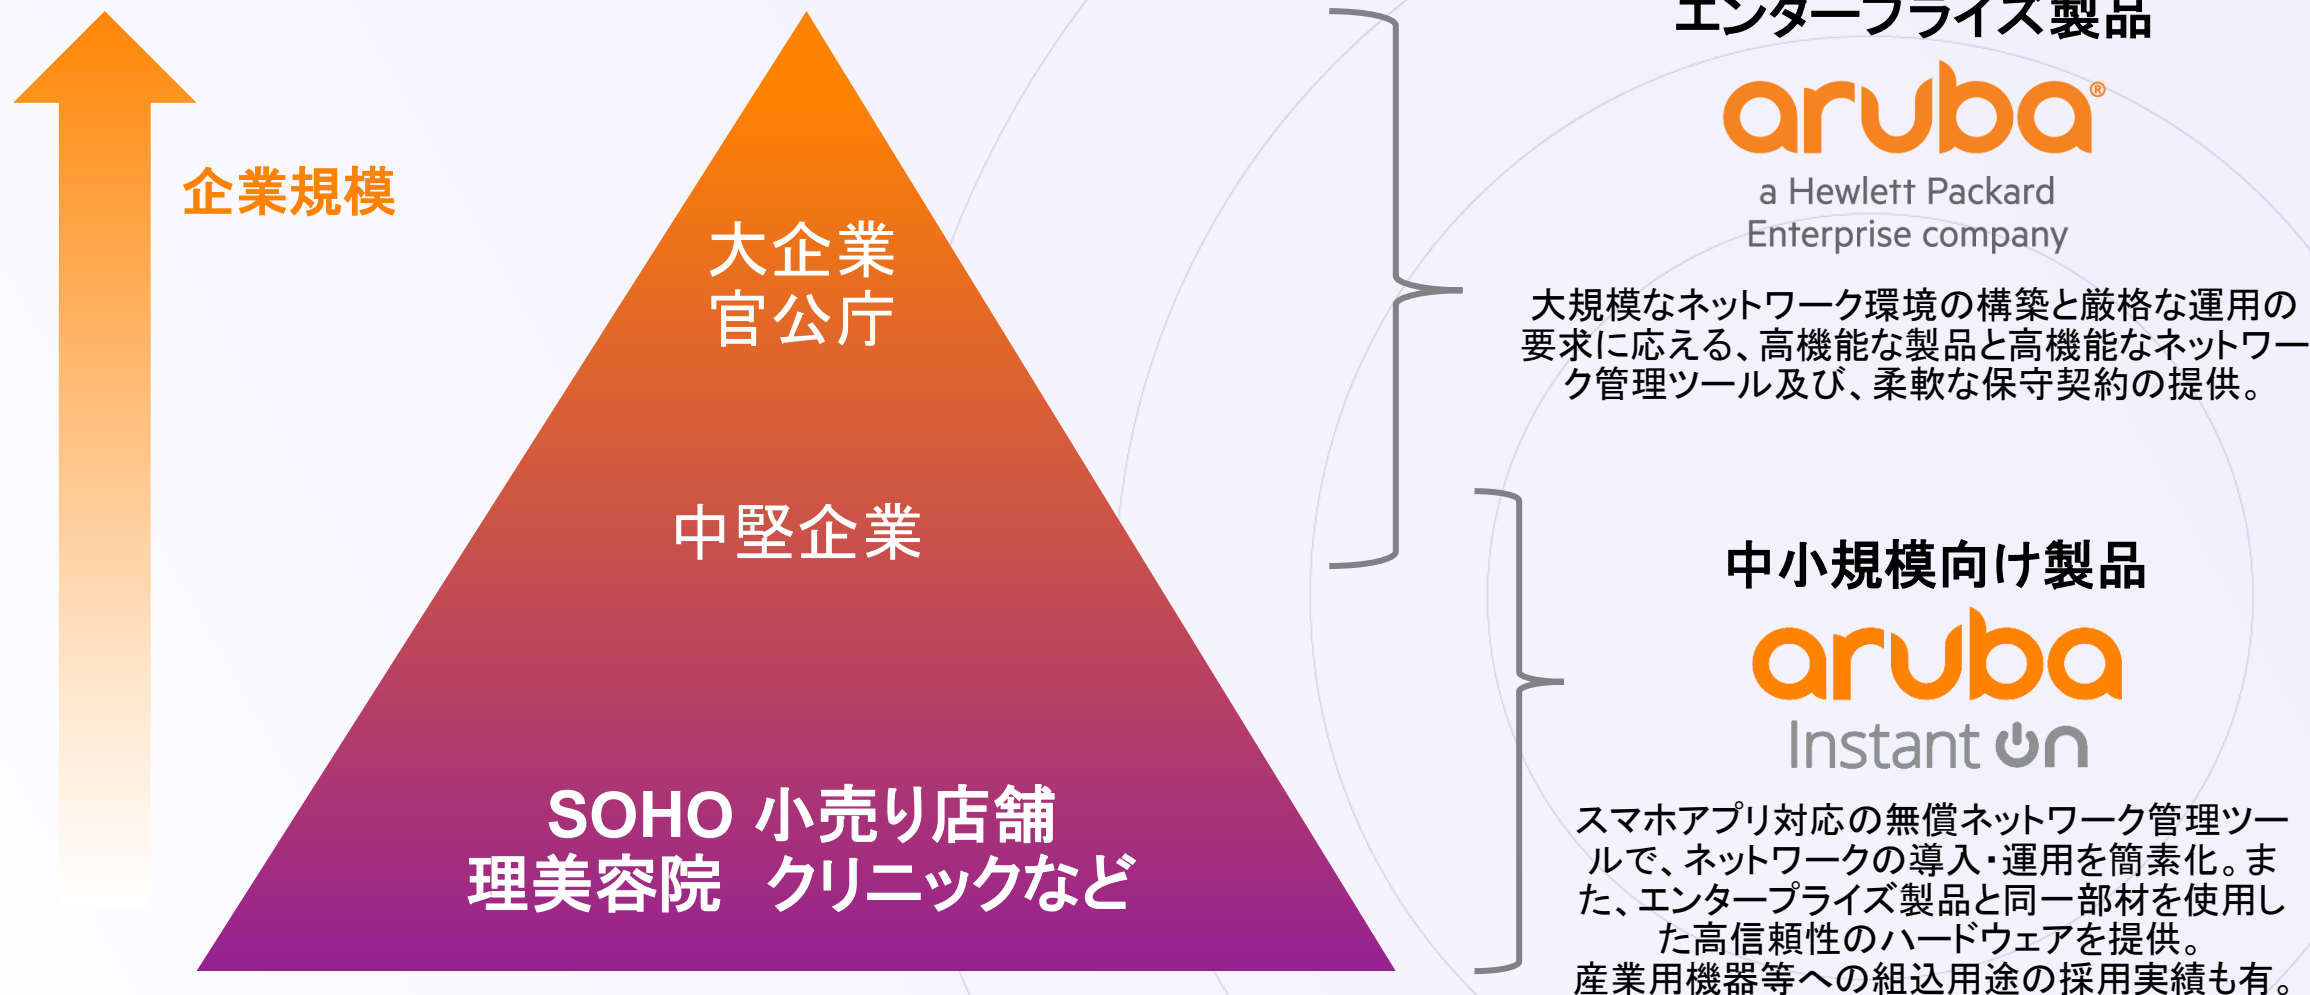 企業規模
大企業
官公庁
中堅企業
SOHO 小売り店舗
理美容院　クリニックなど
エンタープライズ製品
aruba®
a Hewlett Packard
Enterprise company
大規模なネットワーク環境の構築と厳格な運用の
要求に応える、高機能な製品と高機能なネットワー
ク管理ツール及び、柔軟な保守契約の提供。
中小規模向け製品
aruba
Instant on
スマホアプリ対応の無償ネットワーク管理ツー
ルで、ネットワークの導入・運用を簡素化。ま
た、エンタープライズ製品と同一部材を使用し
た高信頼性のハードウェアを提供。
産業用機器等への組込用途の採用実績も有。